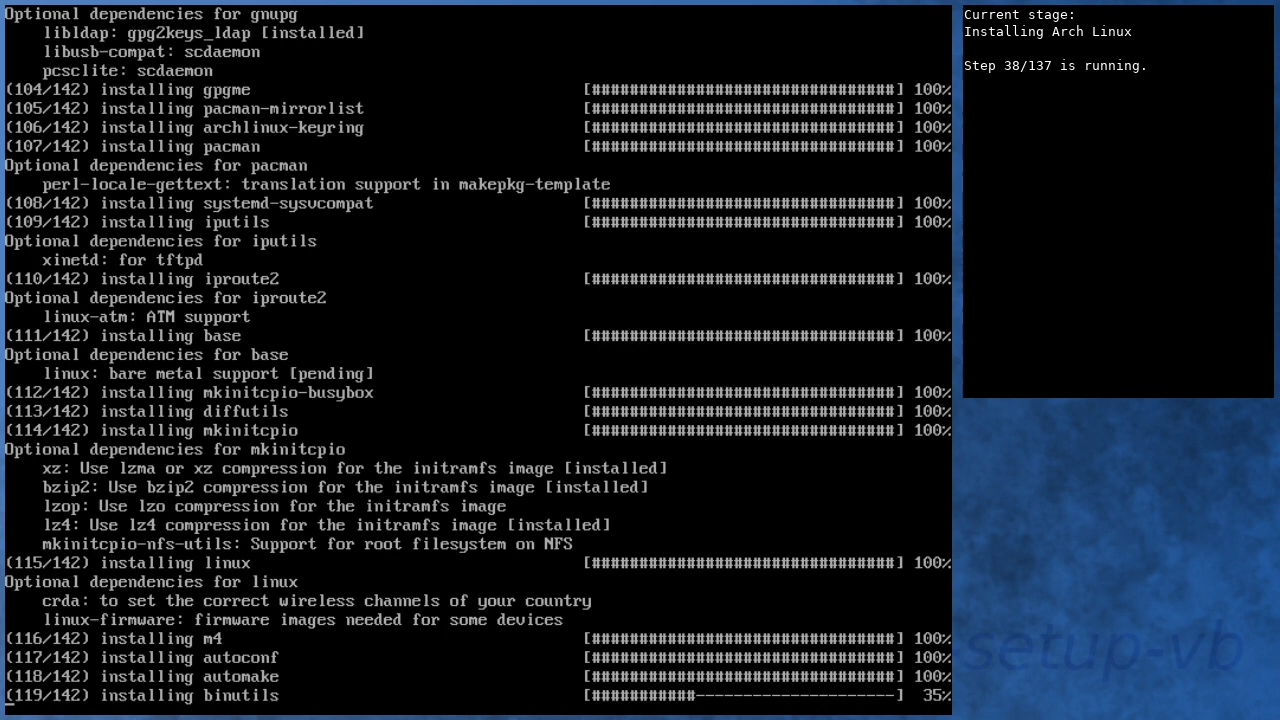 Optional dependencies for gnupg
    libldap: gpg2keys_ldap [installed]
    libusb-compat: scdaemon
    pcsclite: scdaemon
(104/142) installing gpgme [################################] 100%
(105/142) installing pacman-mirrorlist [################################] 100%
(106/142) installing archlinux-keyring [################################] 100%
(107/142) installing pacman [################################] 100%
Optional dependencies for pacman
    perl-locale-gettext: translation support in makepkg-template
(108/142) installing systemd-sysvcompat [################################] 100%
(109/142) installing iputils [################################] 100%
Optional dependencies for iputils
    xinetd: for tftpd
(110/142) installing iproute2 [################################] 100%
Optional dependencies for iproute2
    linux-atm: ATM support
(111/142) installing base [################################] 100%
Optional dependencies for base
    linux: bare metal support [pending]
(112/142) installing mkinitcpio-busybox [################################] 100%
(113/142) installing diffutils [################################] 100%
(114/142) installing mkinitcpio [################################] 100%
Optional dependencies for mkinitcpio
    xz: Use lzma or xz compression for the initramfs image [installed]
    bzip2: Use bzip2 compression for the initramfs image [installed]
    lzop: Use lzo compression for the initramfs image
    lz4: Use lz4 compression for the initramfs image [installed]
    mkinitcpio-nfs-utils: Support for root filesystem on NFS
(115/142) installing linux [################################] 100%
Optional dependencies for linux
    crda: to set the correct wireless channels of your country
    linux-firmware: firmware images needed for some devices
(116/142) installing m4 [################################] 100%
(117/142) installing autoconf [################################] 100%
(118/142) installing automake [################################] 100%
(119/142) installing binutils [###########---------------------] 35%
Current stage:
Installing Arch Linux
Step 38/137 is running.
setup-vb